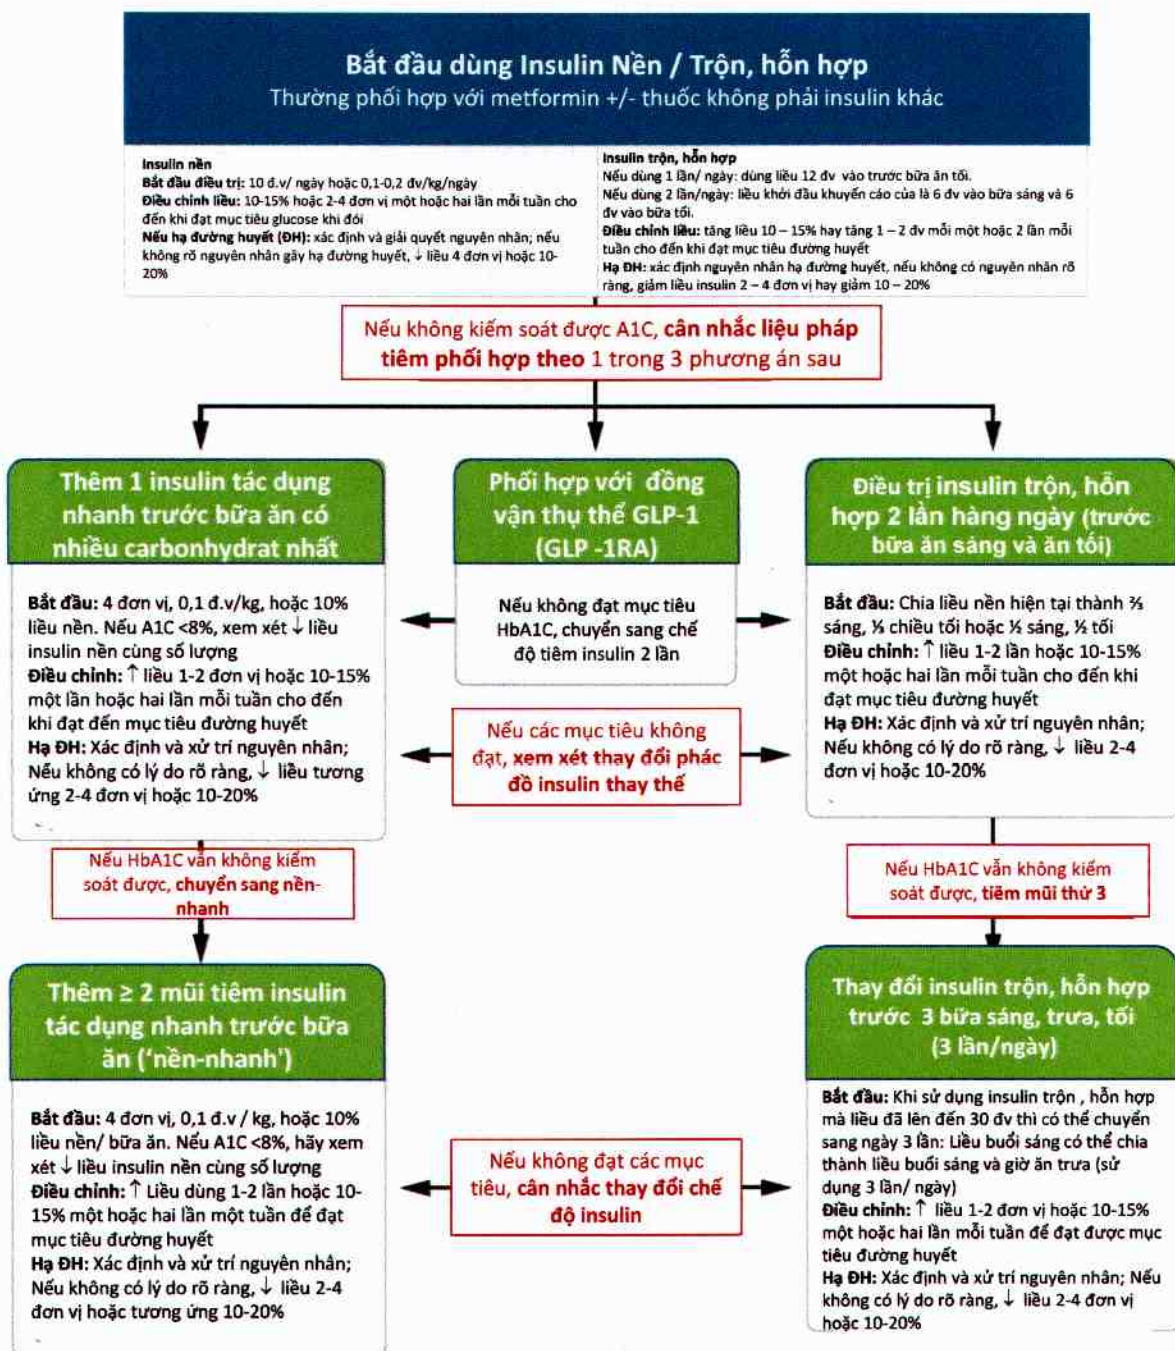 Bắt đầu dùng Insulin Nền / Trộn, hỗn hợp
Thường phối hợp với metformin +/- thuốc không phải insulin khác
Insulin nền
Bắt đầu điều trị: 10 đ.v/ ngày hoặc 0,1-0,2 đv/kg/ngày
Điều chỉnh liều: 10-15% hoặc 2-4 đơn vị một hoặc hai lần mỗi tuần cho
đến khi đạt mục tiêu glucose khi đói
Nếu hạ đường huyết (ĐH): xác định và giải quyết nguyên nhân; nếu
không rõ nguyên nhân gây hạ đường huyết, ↓ liều 4 đơn vị hoặc 10-
20%
Insulin trộn, hỗn hợp
Nếu dùng 1 lần/ ngày: dùng liều 12 đv vào trước bữa ăn tối.
Nếu dùng 2 lần/ngày: liều khởi đầu khuyến cáo của là 6 đv vào bữa sáng và 6
đv vào bữa tối.
Điều chỉnh liều: tăng liều 10 – 15% hay tăng 1 – 2 đv mỗi một hoặc 2 lần mỗi
tuần cho đến khi đạt mục tiêu đường huyết
Hạ ĐH: xác định nguyên nhân hạ đường huyết, nếu không có nguyên nhân rõ
ràng, giảm liều insulin 2 – 4 đơn vị hay giảm 10 – 20%
Nếu không kiểm soát được A1C, cân nhắc liệu pháp
tiêm phối hợp theo 1 trong 3 phương án sau
Thêm 1 insulin tác dụng
nhanh trước bữa ăn có
nhiều carbonhydrat nhất
Bắt đầu: 4 đơn vị, 0,1 đ.v/kg, hoặc 10%
liều nền. Nếu A1C <8%, xem xét ↓ liều
insulin nền cùng số lượng
Điều chỉnh: ↑ liều 1-2 đơn vị hoặc 10-15%
một lần hoặc hai lần mỗi tuần cho đến
khi đạt đến mục tiêu đường huyết
Hạ ĐH: Xác định và xử trí nguyên nhân;
Nếu không có lý do rõ ràng, ↓ liều tương
ứng 2-4 đơn vị hoặc 10-20%
Phối hợp với đồng
vận thụ thể GLP-1
(GLP -1RA)
Nếu không đạt mục tiêu
HbA1C, chuyển sang chế
độ tiêm insulin 2 lần
Điều trị insulin trộn, hỗn
hợp 2 lần hàng ngày (trước
bữa ăn sáng và ăn tối)
Bắt đầu: Chia liều nền hiện tại thành ⅔
sáng, ⅓ chiều tối hoặc ½ sáng, ½ tối
Điều chỉnh: ↑ liều 1-2 lần hoặc 10-15%
một hoặc hai lần mỗi tuần cho đến khi
đạt mục tiêu đường huyết
Hạ ĐH: Xác định và xử trí nguyên nhân;
Nếu không có lý do rõ ràng, ↓ liều 2-4
đơn vị hoặc 10-20%
Nếu các mục tiêu không
đạt, xem xét thay đổi phác
đồ insulin thay thế
Nếu HbA1C vẫn không kiểm
soát được, chuyển sang nền-
nhanh
Nếu HbA1C vẫn không kiểm
soát được, tiêm mũi thứ 3
Thêm ≥ 2 mũi tiêm insulin
tác dụng nhanh trước bữa
ăn (‘nền-nhanh’)
Bắt đầu: 4 đơn vị, 0,1 đ.v / kg, hoặc 10%
liều nền/ bữa ăn. Nếu A1C <8%, hãy xem
xét ↓ liều insulin nền cùng số lượng
Điều chỉnh: ↑ Liều dùng 1-2 lần hoặc 10-
15% một hoặc hai lần một tuần để đạt
mục tiêu đường huyết
Hạ ĐH: Xác định và xử trí nguyên nhân;
Nếu không có lý do rõ ràng, ↓ liều 2-4
đơn vị hoặc tương ứng 10-20%
Nếu không đạt các mục
tiêu, cân nhắc thay đổi chế
độ insulin
Thay đổi insulin trộn, hỗn hợp
trước 3 bữa sáng, trưa, tối
(3 lần/ngày)
Bắt đầu: Khi sử dụng insulin trộn , hỗn hợp
mà liều đã lên đến 30 đv thì có thể chuyển
sang ngày 3 lần: Liều buổi sáng có thể chia
thành liều buổi sáng và giờ ăn trưa (sử
dụng 3 lần/ ngày)
Điều chỉnh: ↑ liều 1-2 đơn vị hoặc 10-15%
một hoặc hai lần mỗi tuần để đạt được mục
tiêu đường huyết
Hạ ĐH: Xác định và xử trí nguyên nhân; Nếu
không có lý do rõ ràng, ↓ liều 2-4 đơn vị
hoặc 10-20%